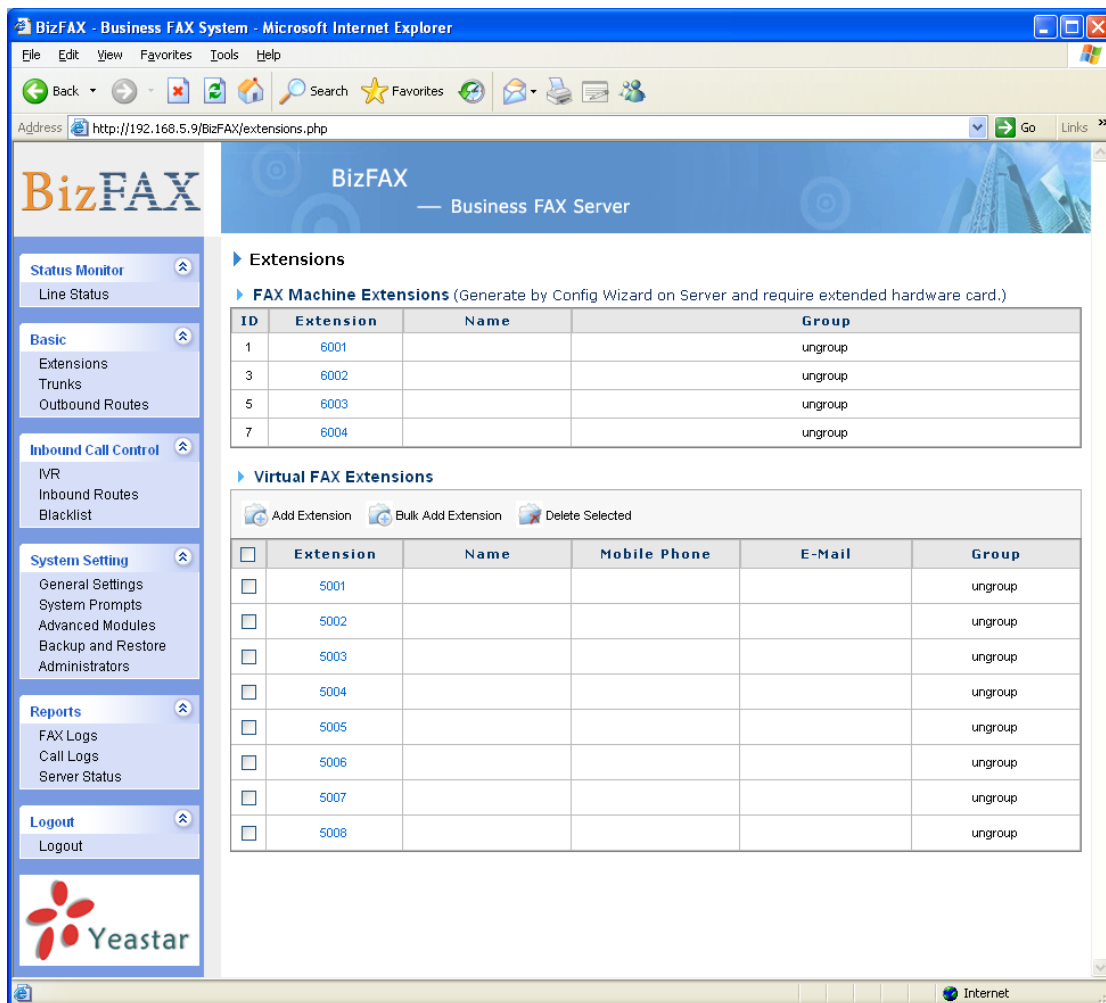 BizFAX - Business FAX System - Microsoft Internet Explorer
File Edit View Favorites Tools Help
Back Search Favorites
Address http://192.168.5.9/BizFAX/extensions.php Go Links »
BizFAX
BizFAX
— Business FAX Server
Status Monitor
Line Status
Basic
Extensions
Trunks
Outbound Routes
Inbound Call Control
IVR
Inbound Routes
Blacklist
System Setting
General Settings
System Prompts
Advanced Modules
Backup and Restore
Administrators
Reports
FAX Logs
Call Logs
Server Status
Logout
Logout
Yeastar
Extensions
FAX Machine Extensions (Generate by Config Wizard on Server and require extended hardware card.)
ID Extension Name Group
1 6001 ungroup
3 6002 ungroup
5 6003 ungroup
7 6004 ungroup
Virtual FAX Extensions
Add Extension Bulk Add Extension Delete Selected
Extension Name Mobile Phone E-Mail Group
5001 ungroup
5002 ungroup
5003 ungroup
5004 ungroup
5005 ungroup
5006 ungroup
5007 ungroup
5008 ungroup
Internet